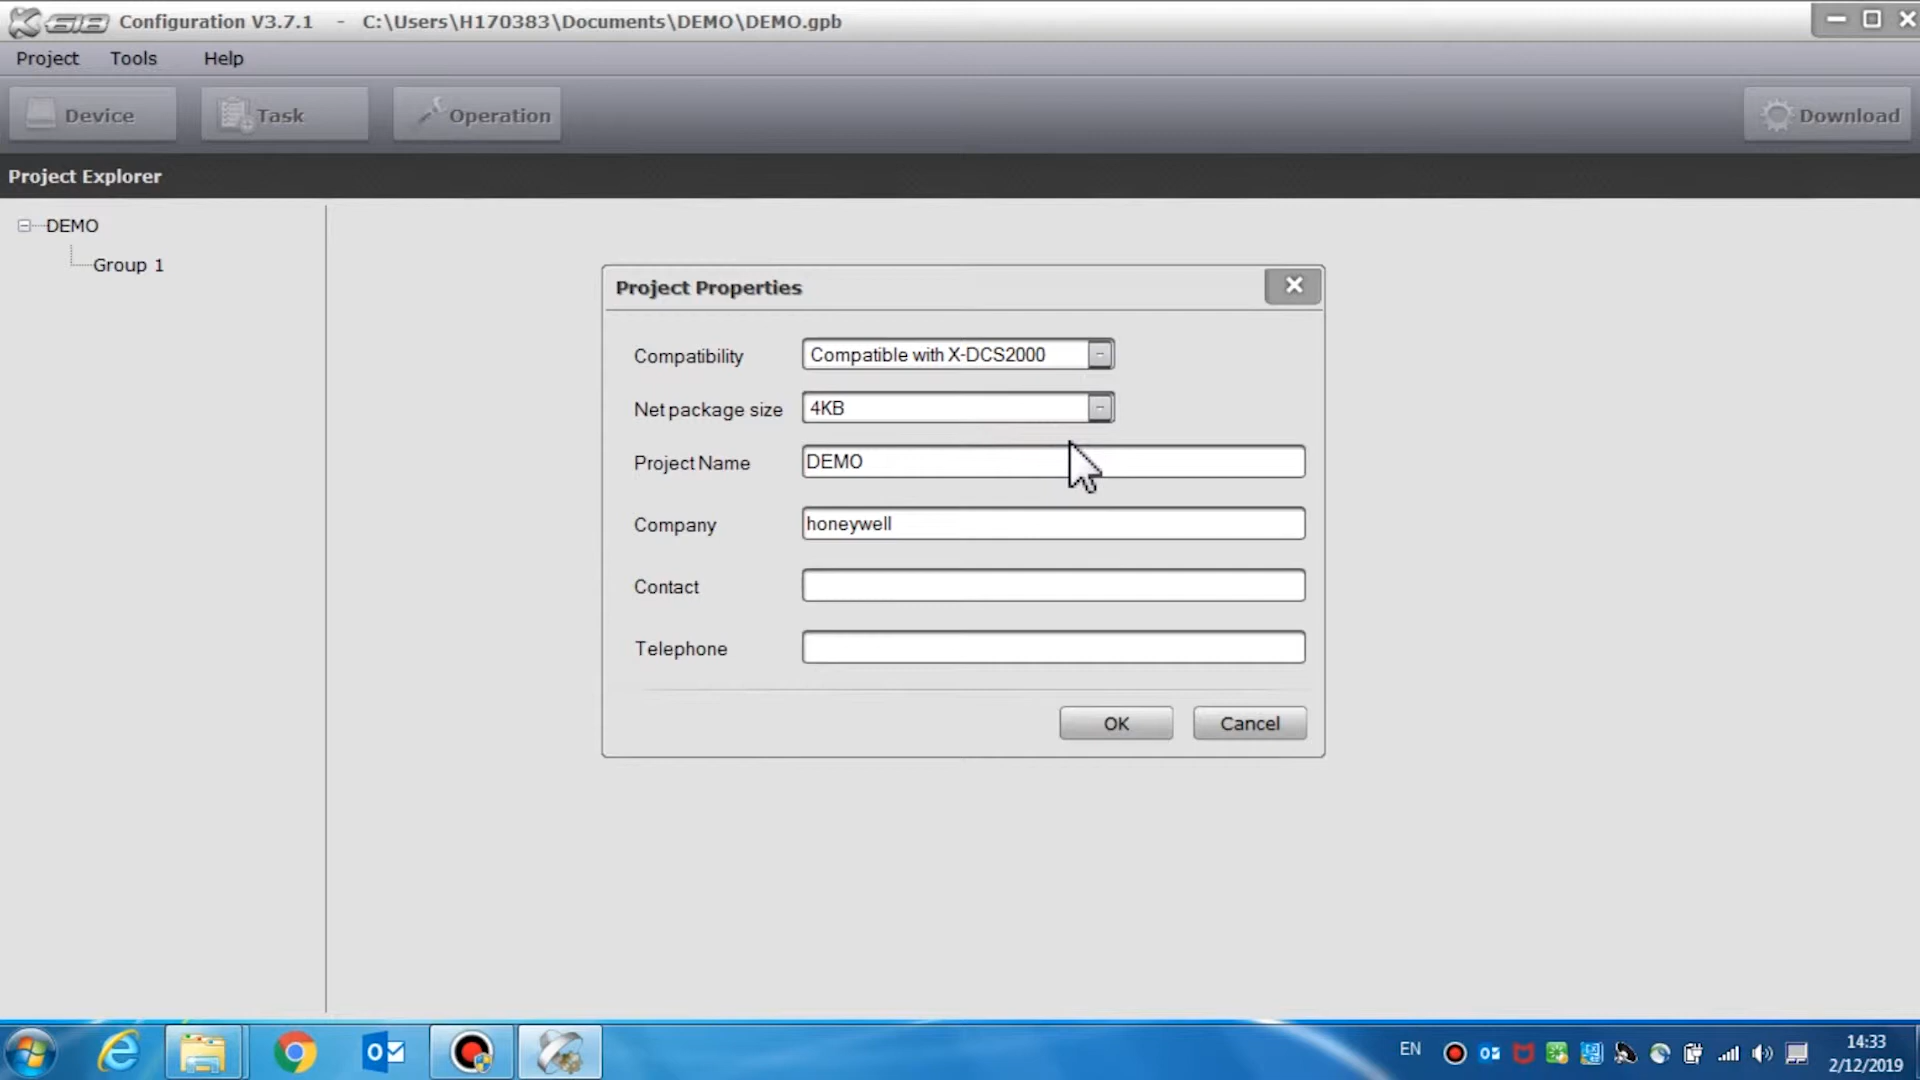 X-618 Configuration V3.7.1 - C:\Users\H170383\Documents\DEMO\DEMO.gpb
Project Tools Help
Device Task Operation Download
Project Explorer
DEMO
Group 1
Project Properties
Compatibility Compatible with X-DCS2000
Net package size 4KB
Project Name DEMO
Company honeywell
Contact
Telephone
OK Cancel
EN
14:33
2/12/2019